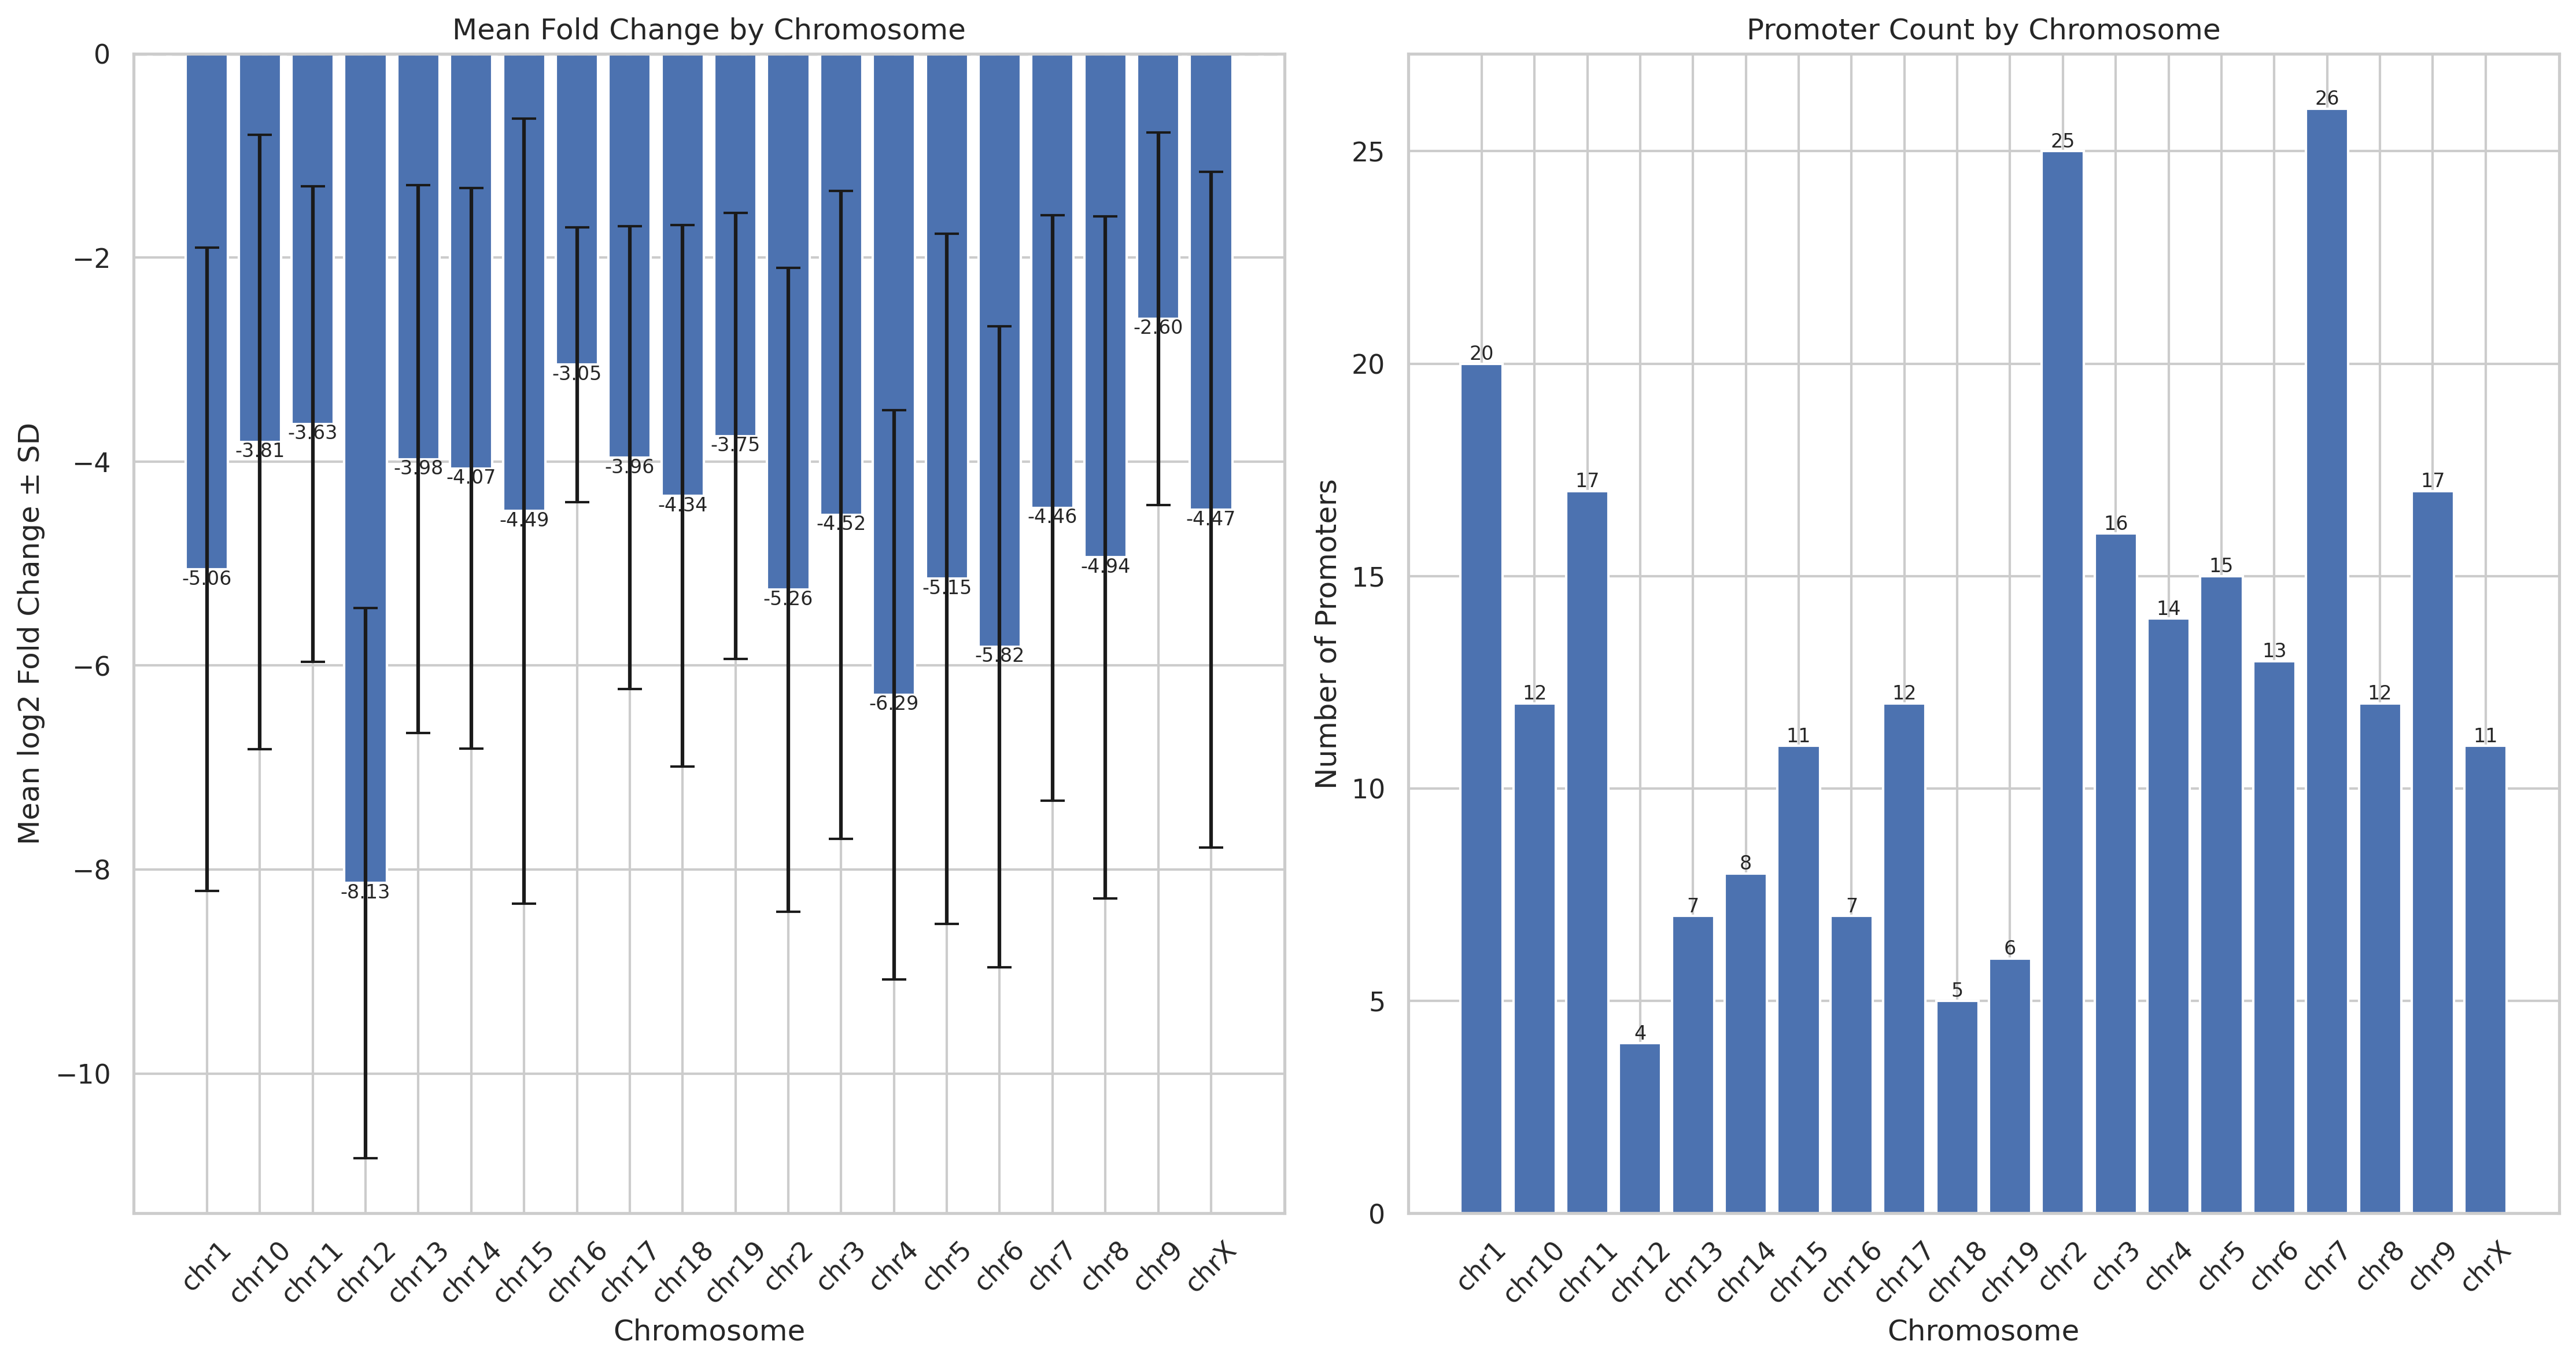 Mean Fold Change by Chromosome
Mean log2 Fold Change ± SD
0
−2
−4
−6
−8
−10
-5.06
-3.81
-3.63
-8.13
-3.98
-4.07
-4.49
-3.05
-3.96
-4.34
-3.75
-5.26
-4.52
-6.29
-5.15
-5.82
-4.46
-4.94
-2.60
-4.47
chr1
chr10
chr11
chr12
chr13
chr14
chr15
chr16
chr17
chr18
chr19
chr2
chr3
chr4
chr5
chr6
chr7
chr8
chr9
chrX
Chromosome
Promoter Count by Chromosome
Number of Promoters
25
20
15
10
5
0
20
12
17
4
7
8
11
7
12
5
6
25
16
14
15
13
26
12
17
11
chr1
chr10
chr11
chr12
chr13
chr14
chr15
chr16
chr17
chr18
chr19
chr2
chr3
chr4
chr5
chr6
chr7
chr8
chr9
chrX
Chromosome